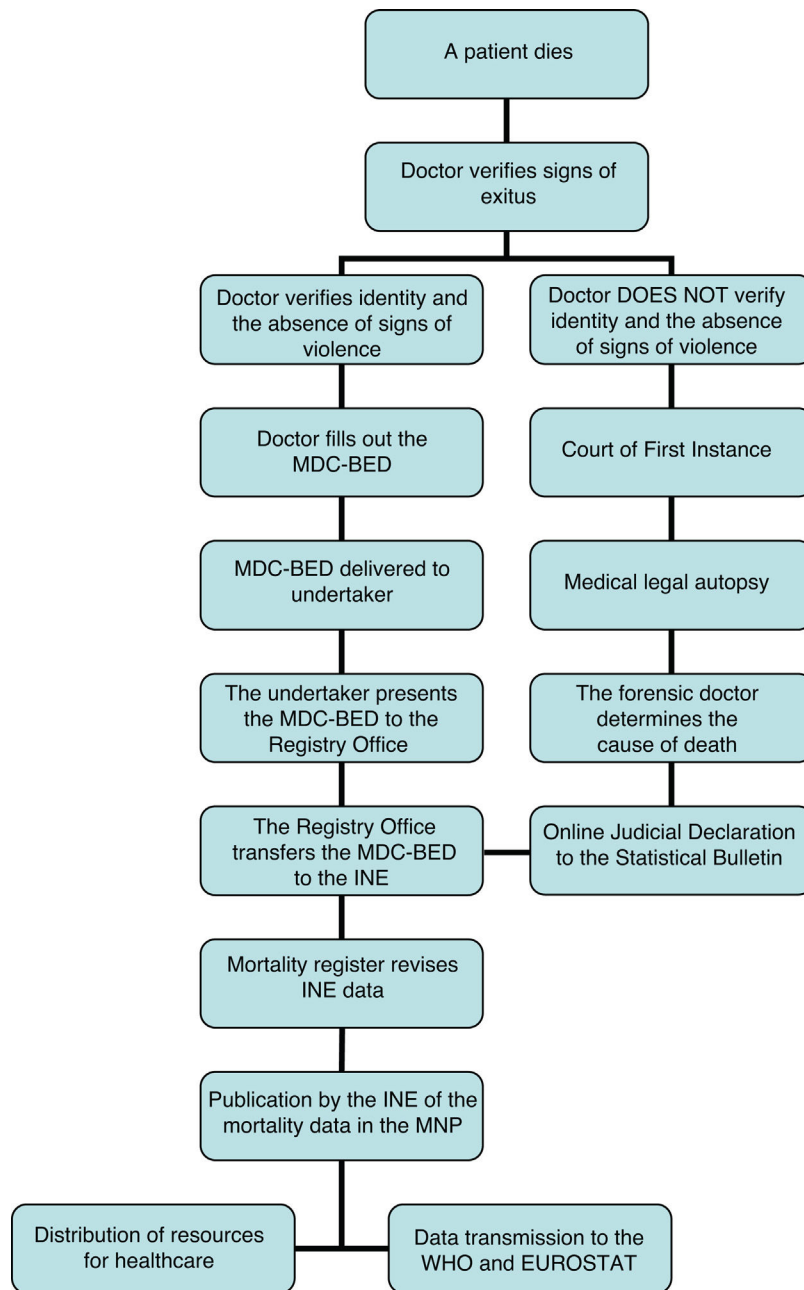 A patient dies
Doctor verifies signs of
exitus
Doctor verifies identity and
the absence of signs of
violence
Doctor DOES NOT verify
identity and the absence
of signs of violence
Doctor fills out the
MDC-BED
Court of First Instance
MDC-BED delivered to
undertaker
Medical legal autopsy
The undertaker presents
the MDC-BED to the
Registry Office
The forensic doctor
determines the
cause of death
The Registry Office
transfers the MDC-BED
to the INE
Online Judicial Declaration
to the Statistical Bulletin
Mortality register revises
INE data
Publication by the INE of the
mortality data in the MNP
Distribution of resources
for healthcare
Data transmission to the
WHO and EUROSTAT